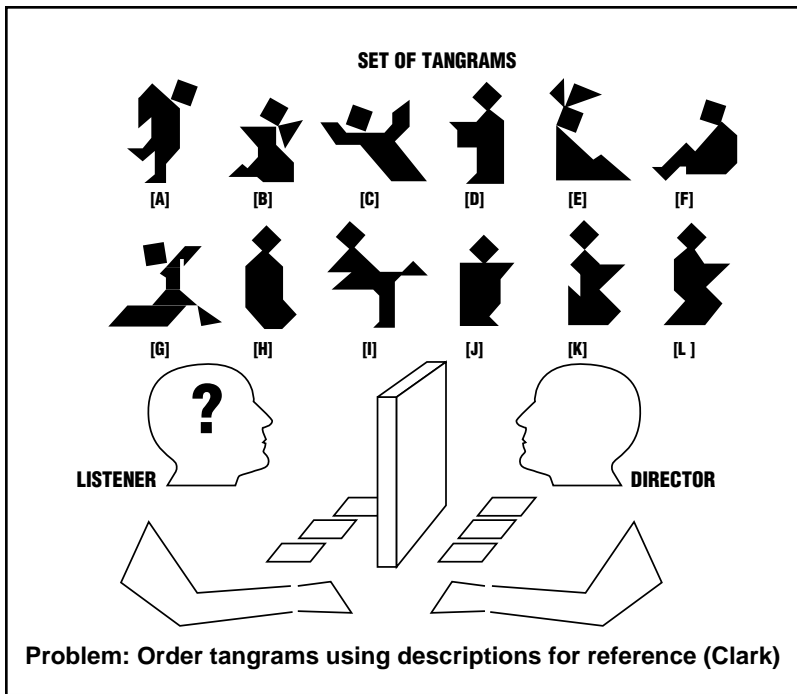 SET OF TANGRAMS
[A] [B] [C] [D] [E] [F]
[G] [H] [I] [J] [K] [L ]
?
LISTENER DIRECTOR
Problem: Order tangrams using descriptions for reference (Clark)